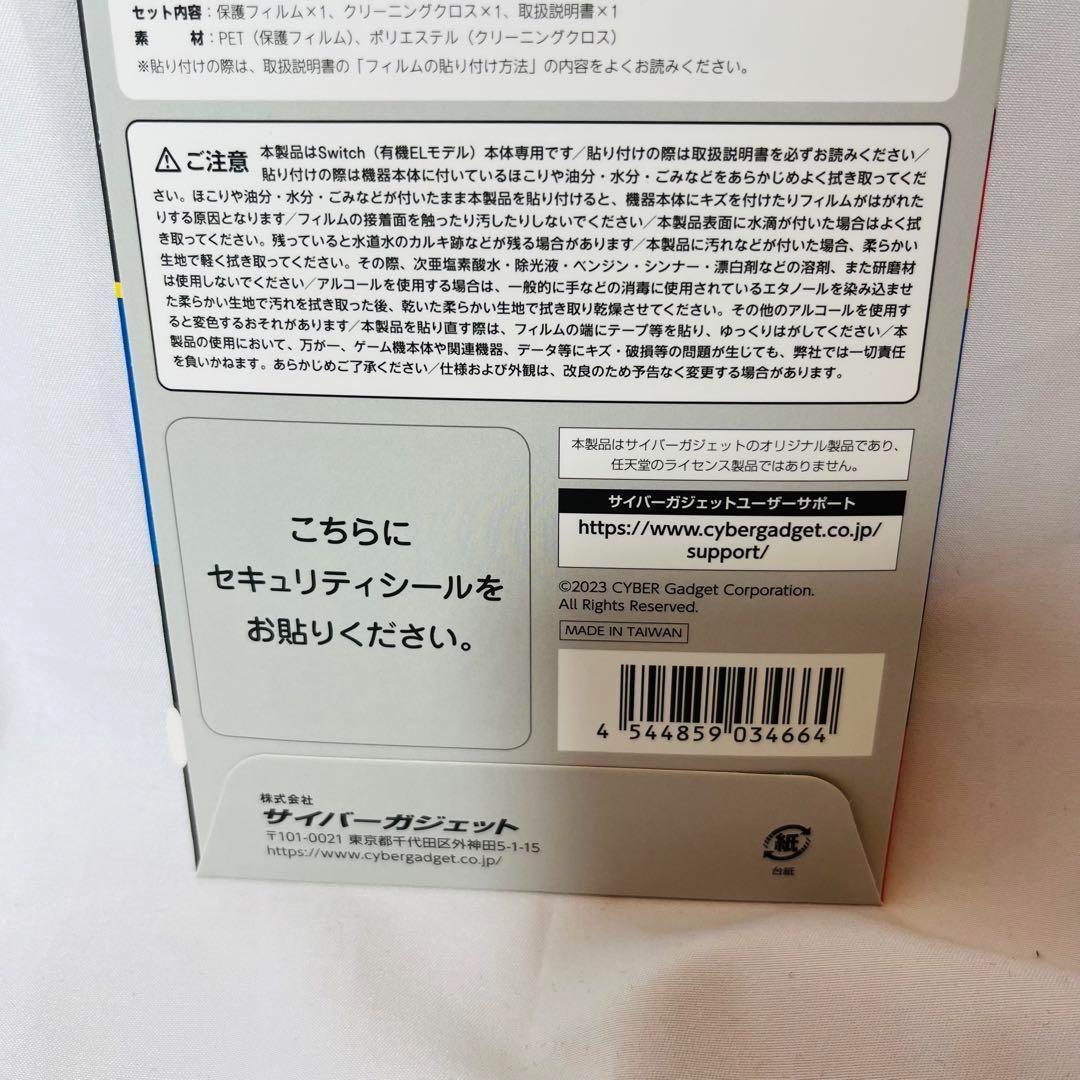 セット内容：保護フィルム×1、クリーニングクロス×1、取扱説明書×1
素　　材：PET（保護フィルム）、ポリエステル（クリーニングクロス）
※貼り付けの際は、取扱説明書の「フィルムの貼り付け方法」の内容をよくお読みください。
⚠ご注意 本製品はSwitch（有機ELモデル）本体専用です／貼り付けの際は取扱説明書を必ずお読みください／
貼り付けの際は機器本体に付いているほこりや油分・水分・ごみなどをあらかじめよく拭き取ってくだ
さい。ほこりや油分・水分・ごみなどが付いたまま本製品を貼り付けると、機器本体にキズを付けたりフィルムがはがれた
りする原因となります／フィルムの接着面を触ったり汚したりしないでください／本製品表面に水滴が付いた場合はよく拭
き取ってください。残っていると水道水のカルキ跡などが残る場合があります／本製品に汚れなどが付いた場合、柔らかい
生地で軽く拭き取ってください。その際、次亜塩素酸水・除光液・ベンジン・シンナー・漂白剤などの溶剤、また研磨材
は使用しないでください／アルコールを使用する場合は、一般的に手などの消毒に使用されているエタノールを染み込ませ
た柔らかい生地で汚れを拭き取った後、乾いた柔らかい生地で拭き取り乾燥させてください。その他のアルコールを使用す
ると変色するおそれがあります／本製品を貼り直す際は、フィルムの端にテープ等を貼り、ゆっくりはがしてください／本
製品の使用において、万が一、ゲーム機本体や関連機器、データ等にキズ・破損等の問題が生じても、弊社では一切責任
を負いかねます。あらかじめご了承ください／仕様および外観は、改良のため予告なく変更する場合があります。
こちらに
セキュリティシールを
お貼りください。
本製品はサイバーガジェットのオリジナル製品であり、
任天堂のライセンス製品ではありません。
サイバーガジェットユーザーサポート
https://www.cybergadget.co.jp/
support/
©2023 CYBER Gadget Corporation.
All Rights Reserved.
MADE IN TAIWAN
4 544859 034664
株式会社
サイバーガジェット
〒101-0021 東京都千代田区外神田5-1-15
https://www.cybergadget.co.jp/
紙
台紙